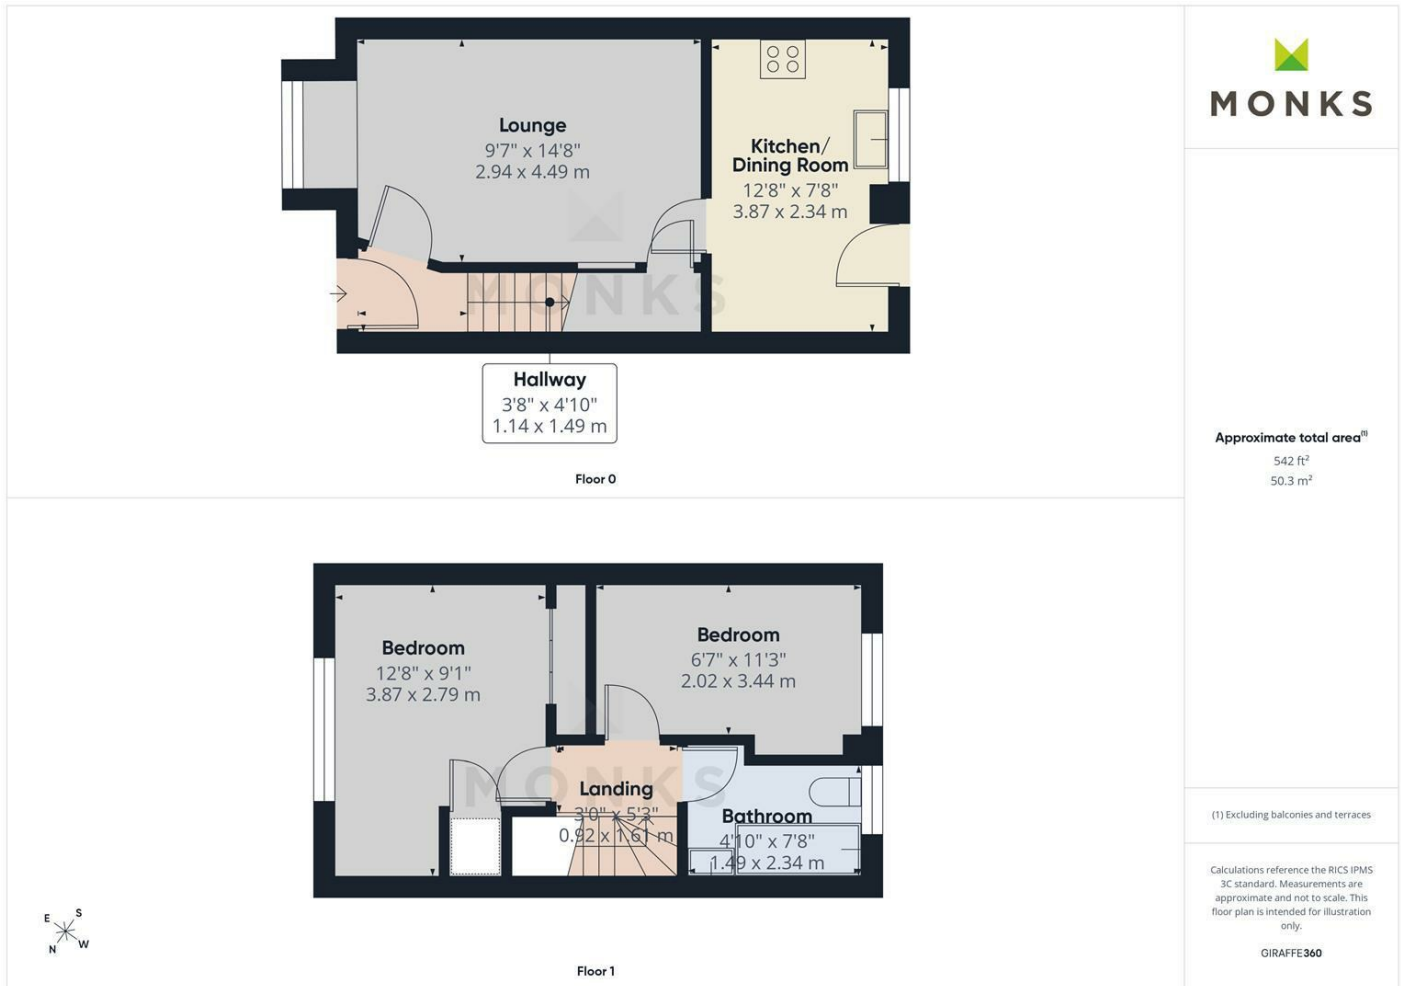 Lounge
9'7" x 14'8"
2.94 x 4.49 m
Kitchen/
Dining Room
12'8" x 7'8"
3.87 x 2.34 m
MONKS
Hallway
3'8" x 4'10"
1.14 x 1.49 m
Floor 0
Bedroom
12'8" x 9'1"
3.87 x 2.79 m
Bedroom
6'7" x 11'3"
2.02 x 3.44 m
MONKS
Landing
3'0" x 5'3"
0.92 x 1.61 m
Bathroom
4'10" x 7'8"
1.49 x 2.34 m
E S
N W
Floor 1
MONKS
Approximate total area(1)
542 ft²
50.3 m²
(1) Excluding balconies and terraces
Calculations reference the RICS IPMS
3C standard. Measurements are
approximate and not to scale. This
floor plan is intended for illustration
only.
GIRAFFE360